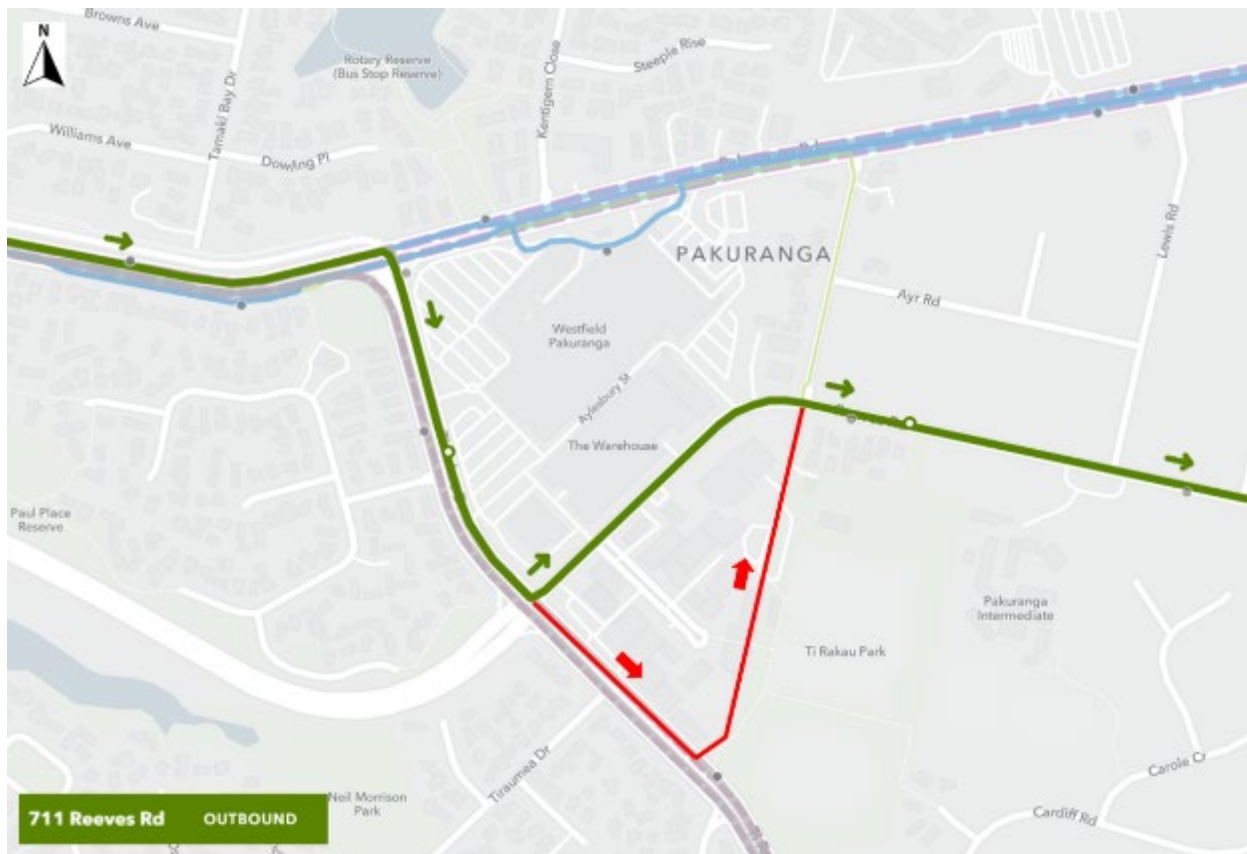 Browns Ave
N
Rotary Reserve
(Bus Stop Reserve)
Tamaki Bay Dr
Kentigern Close
Steeple Rise
Williams Ave
Dowling Pl
PAKURANGA
Lewis Rd
Ayr Rd
Westfield
Pakuranga
Aylesbury St
The Warehouse
Paul Place
Reserve
Pakuranga
Intermediate
Ti Rakau Park
Tiraumea Dr
Neil Morrison
Park
Carole Cr
Cardiff Rd
711 Reeves Rd OUTBOUND